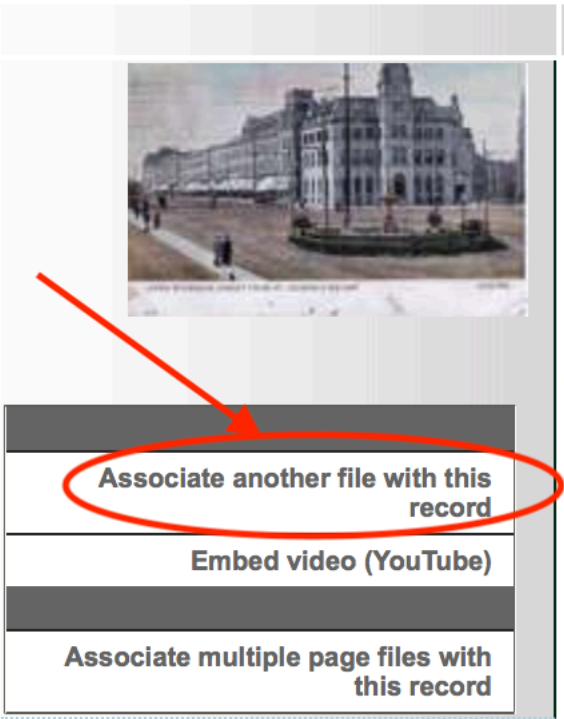 Associate another file with this
record
Embed video (YouTube)
Associate multiple page files with
this record